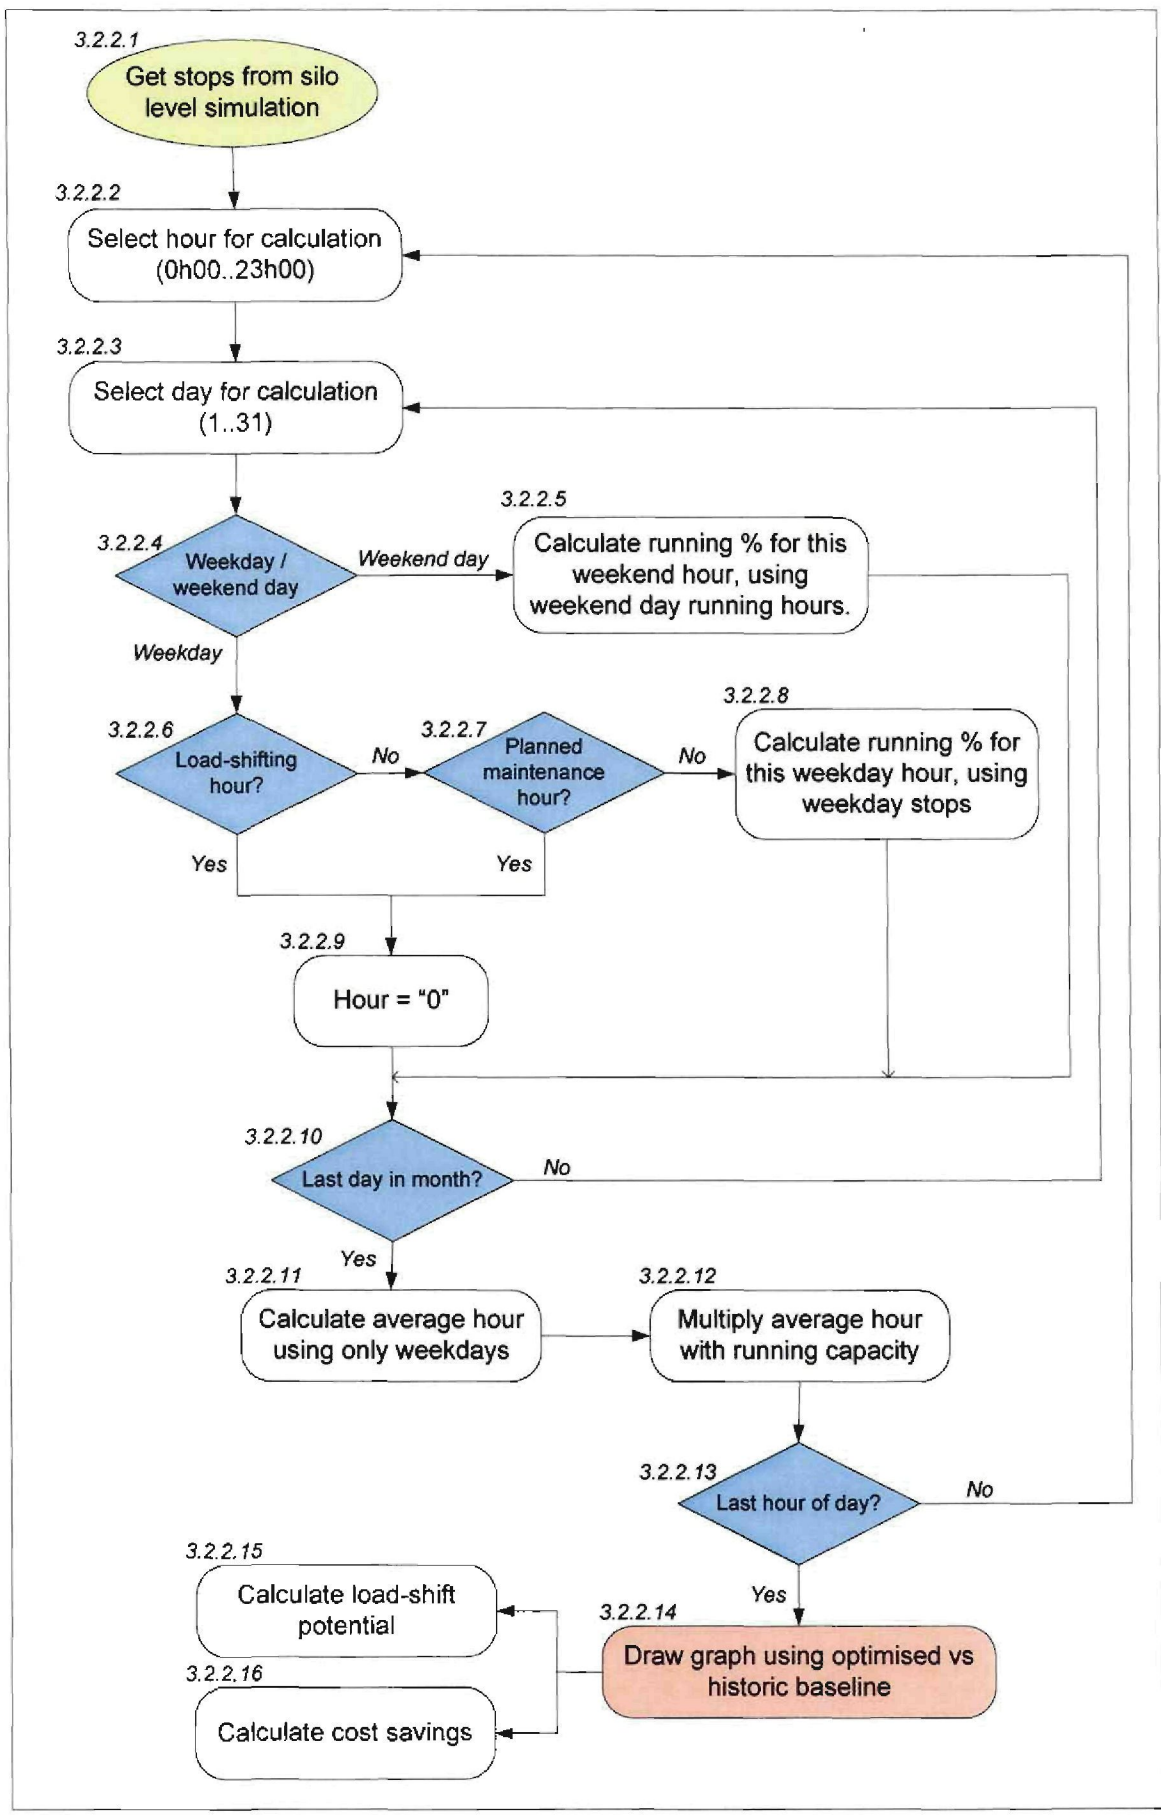 3.2.2.1
Get stops from silo
level simulation
3.2.2.2
Select hour for calculation
(0h00..23h00)
3.2.2.3
Select day for calculation
(1..31)
3.2.2.4
Weekday /
weekend day
Weekend day
3.2.2.5
Calculate running % for this
weekend hour, using
weekend day running hours.
Weekday
3.2.2.6
Load-shifting
hour?
No
3.2.2.7
Planned
maintenance
hour?
No
3.2.2.8
Calculate running % for
this weekday hour, using
weekday stops
Yes
Yes
3.2.2.9
Hour = "0"
3.2.2.10
Last day in month?
No
Yes
3.2.2.11
Calculate average hour
using only weekdays
3.2.2.12
Multiply average hour
with running capacity
3.2.2.13
Last hour of day?
No
Yes
3.2.2.14
Draw graph using optimised vs
historic baseline
3.2.2.15
Calculate load-shift
potential
3.2.2.16
Calculate cost savings